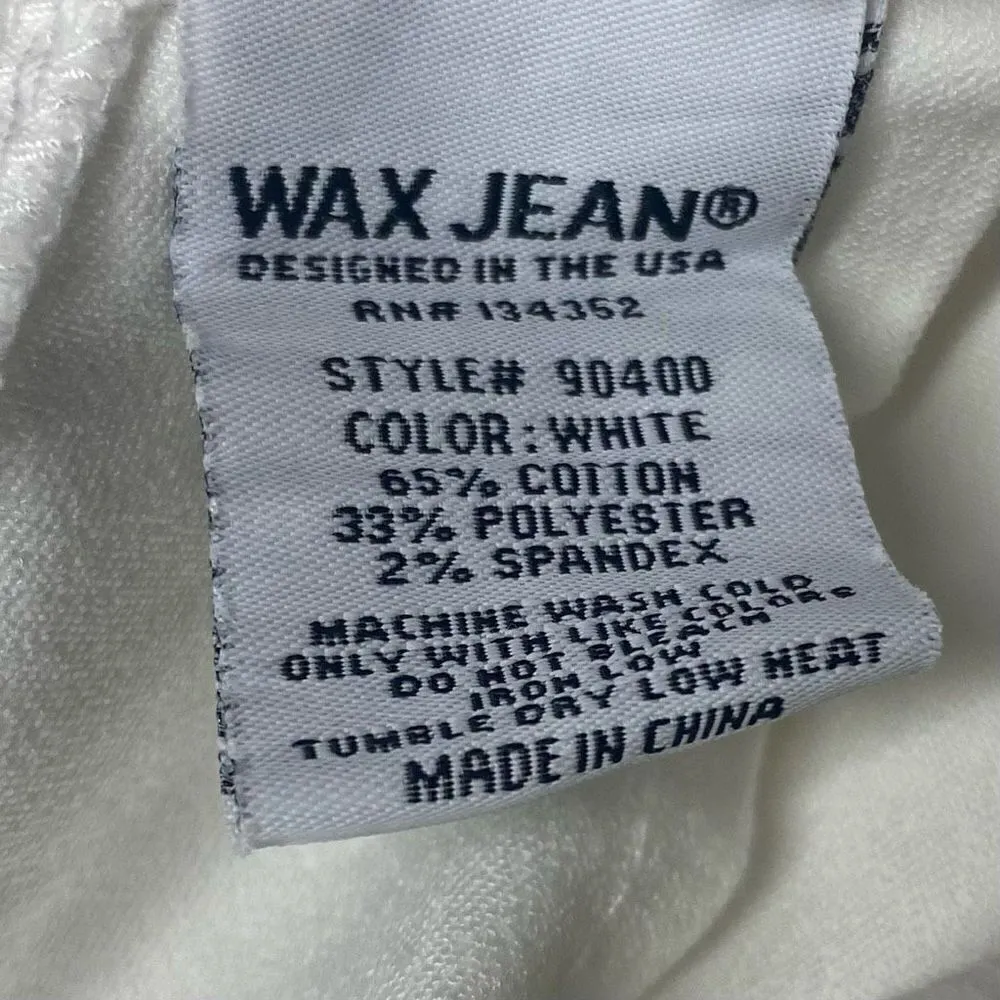 WAX JEAN®
DESIGNED IN THE USA
RN# 134352
STYLE# 90400
COLOR: WHITE
65% COTTON
33% POLYESTER
2% SPANDEX
MACHINE WASH COLD
ONLY WITH LIKE COLOR.
DO NOT BLEACH
IRON LOW
TUMBLE DRY LOW HEAT
MADE IN CHINA